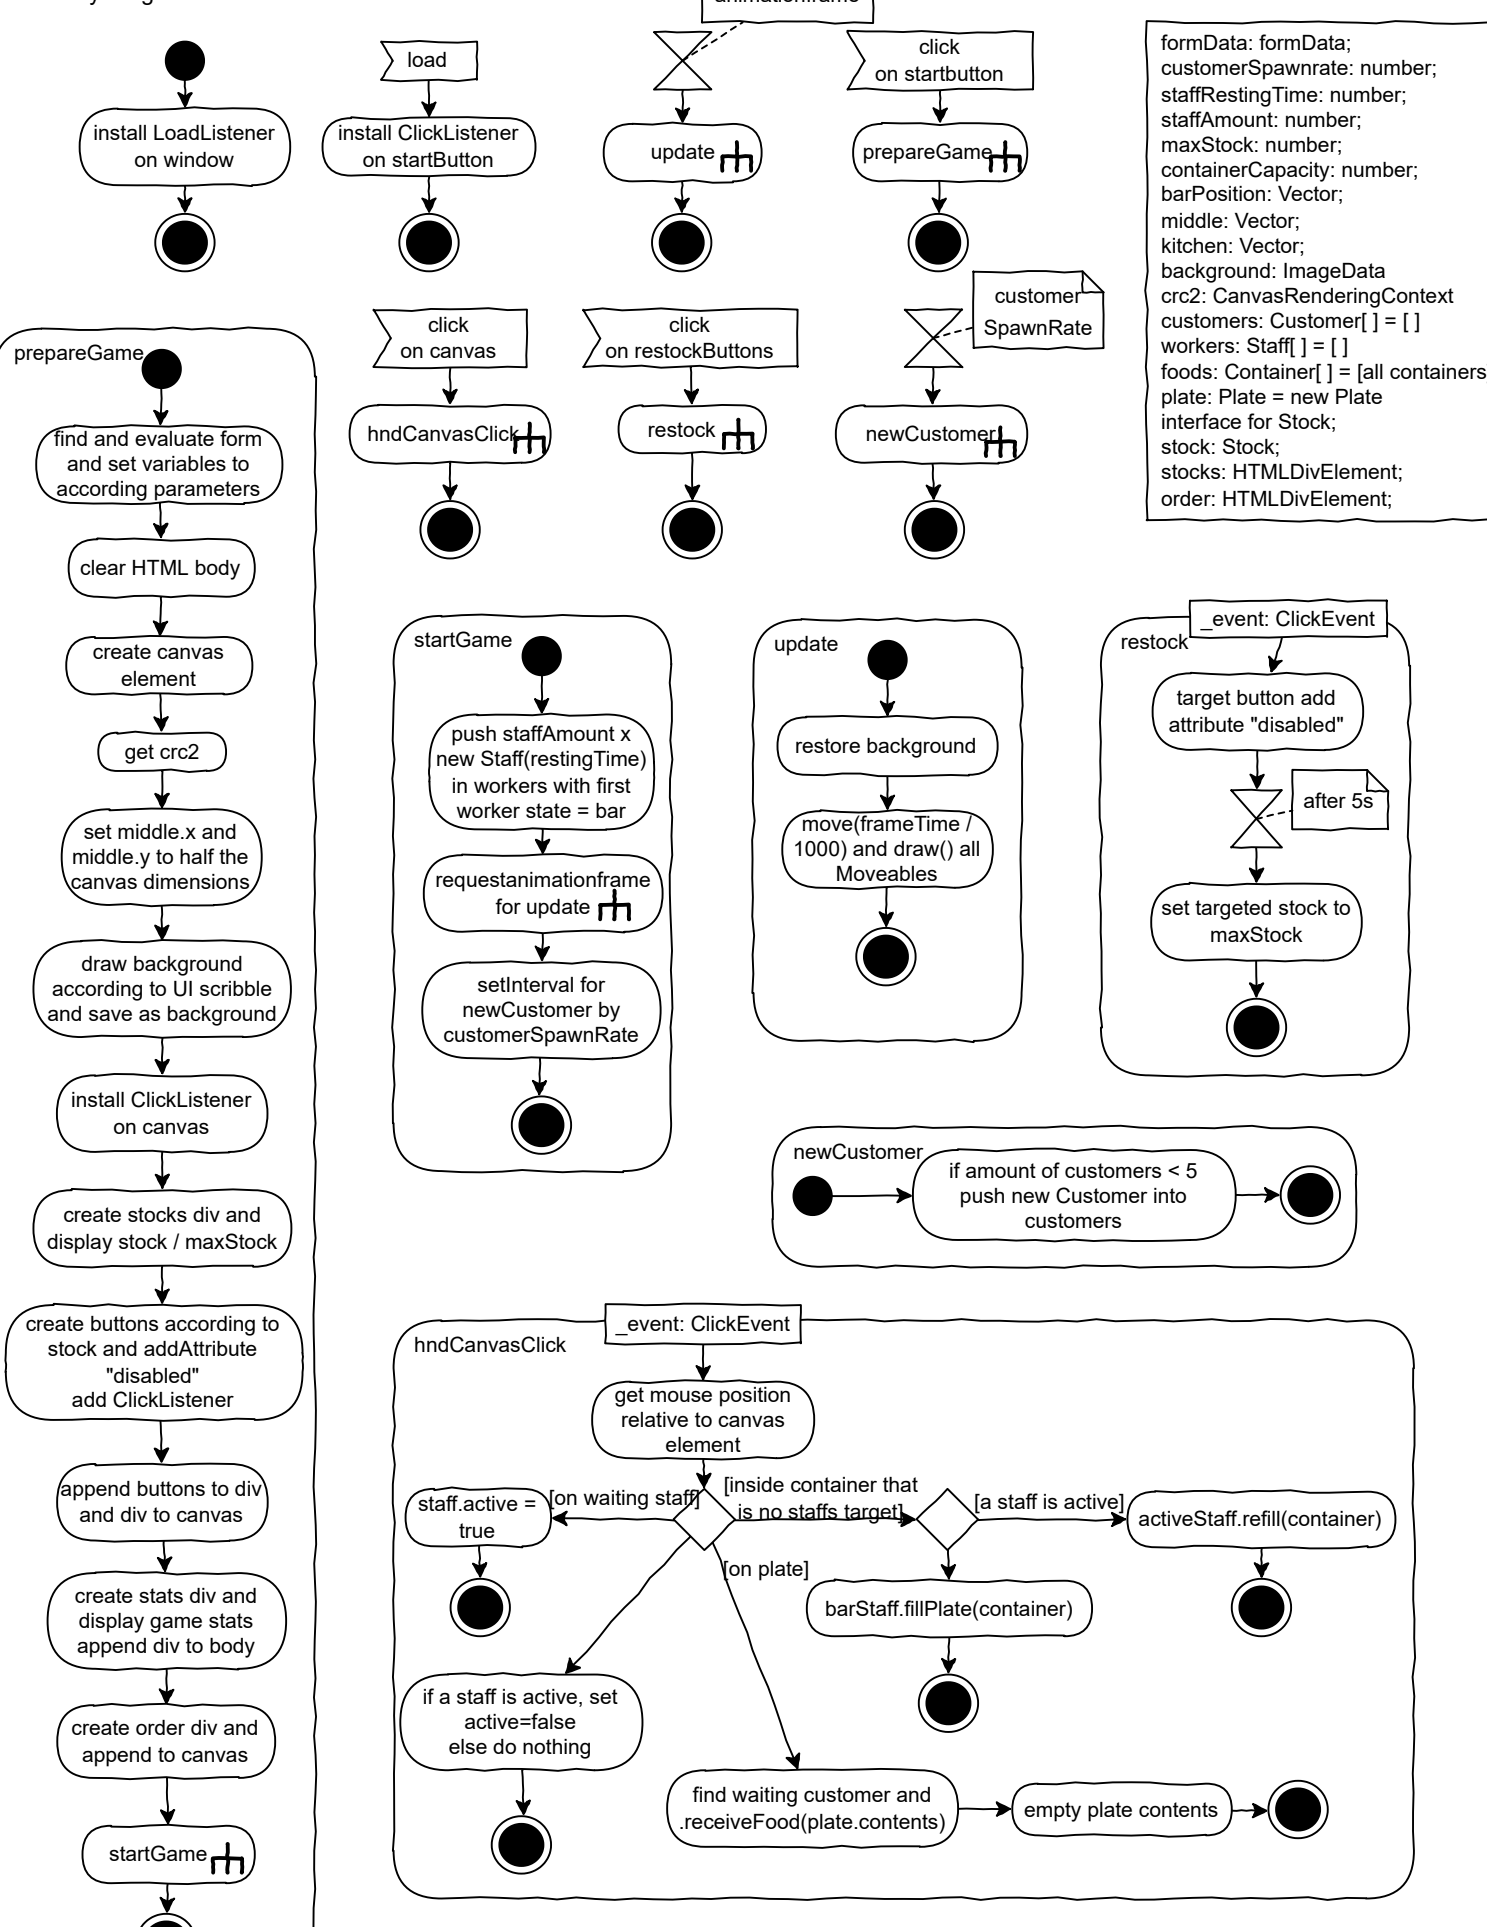 load
click
on startbutton
install LoadListener
on window
install ClickListener
on startButton
update
prepareGame
formData: formData;
customerSpawnrate: number;
staffRestingTime: number;
staffAmount: number;
maxStock: number;
containerCapacity: number;
barPosition: Vector;
middle: Vector;
kitchen: Vector;
background: ImageData
crc2: CanvasRenderingContext
customers: Customer[ ] = [ ]
workers: Staff[ ] = [ ]
foods: Container[ ] = [all containers
plate: Plate = new Plate
interface for Stock;
stock: Stock;
stocks: HTMLDivElement;
order: HTMLDivElement;
click
on canvas
click
on restockButtons
customer
SpawnRate
hndCanvasClick
restock
newCustomer
prepareGame
find and evaluate form
and set variables to
according parameters
clear HTML body
create canvas
element
get crc2
set middle.x and
middle.y to half the
canvas dimensions
draw background
according to UI scribble
and save as background
install ClickListener
on canvas
create stocks div and
display stock / maxStock
create buttons according to
stock and addAttribute
"disabled"
add ClickListener
append buttons to div
and div to canvas
create stats div and
display game stats
append div to body
create order div and
append to canvas
startGame
startGame
push staffAmount x
new Staff(restingTime)
in workers with first
worker state = bar
requestanimationframe
for update
setInterval for
newCustomer by
customerSpawnRate
update
restore background
move(frameTime /
1000) and draw() all
Moveables
restock
_event: ClickEvent
target button add
attribute "disabled"
after 5s
set targeted stock to
maxStock
newCustomer
if amount of customers < 5
push new Customer into
customers
hndCanvasClick
_event: ClickEvent
get mouse position
relative to canvas
element
staff.active =
true
[on waiting staff]
[inside container that
is no staffs target]
[a staff is active]
activeStaff.refill(container)
[on plate]
barStaff.fillPlate(container)
if a staff is active, set
active=false
else do nothing
find waiting customer and
.receiveFood(plate.contents)
empty plate contents